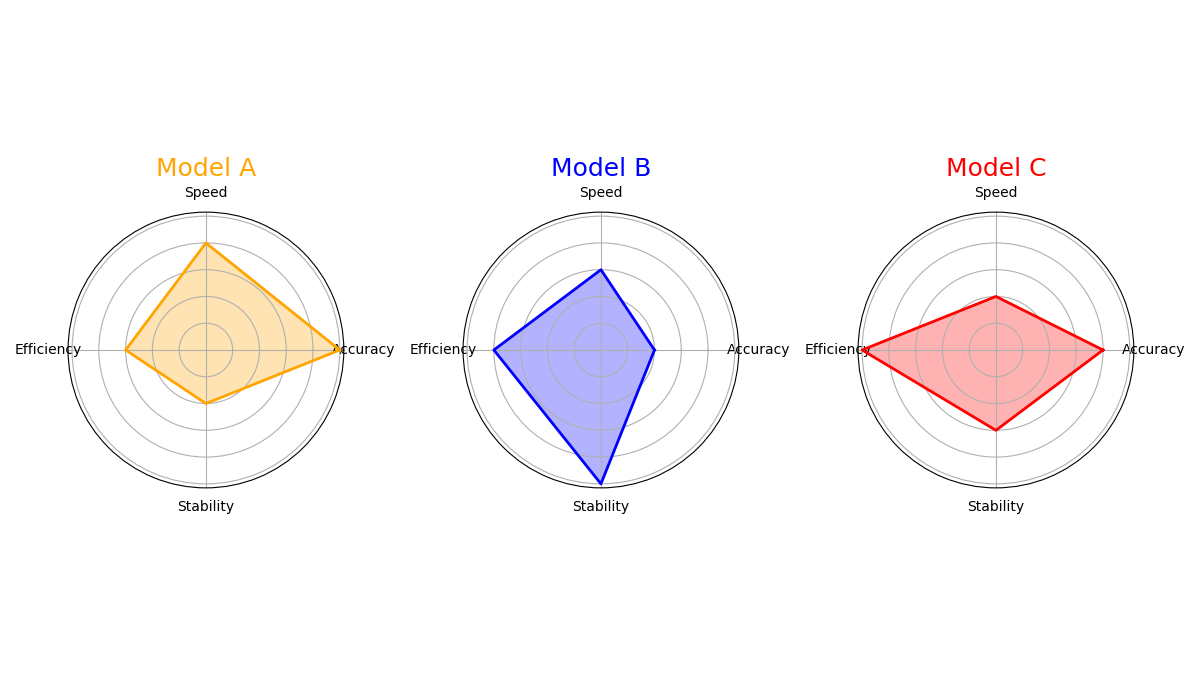 Model A
Speed
Efficiency
Accuracy
Stability
Model B
Speed
Efficiency
Accuracy
Stability
Model C
Speed
Efficiency
Accuracy
Stability